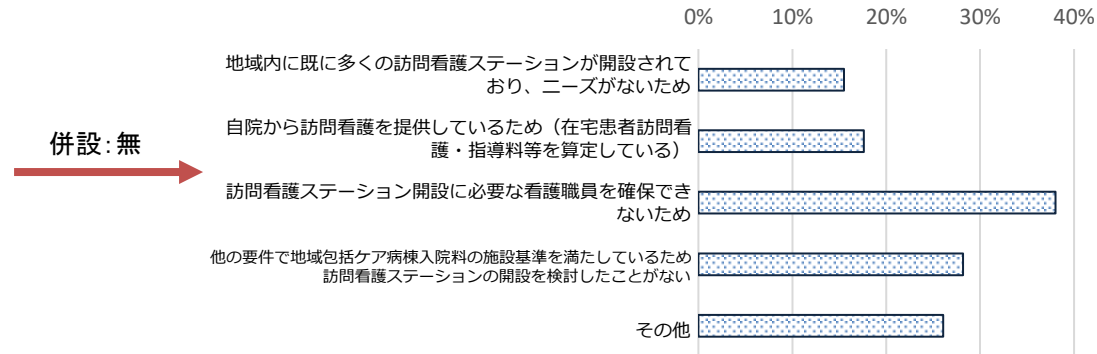 0% 10% 20% 30% 40%
地域内に既に多くの訪問看護ステーションが開設されて
おり、ニーズがないため
併設：無
自院から訪問看護を提供しているため（在宅患者訪問看
護・指導料等を算定している）
訪問看護ステーション開設に必要な看護職員を確保でき
ないため
他の要件で地域包括ケア病棟入院料の施設基準を満たしているため
訪問看護ステーションの開設を検討したことがない
その他